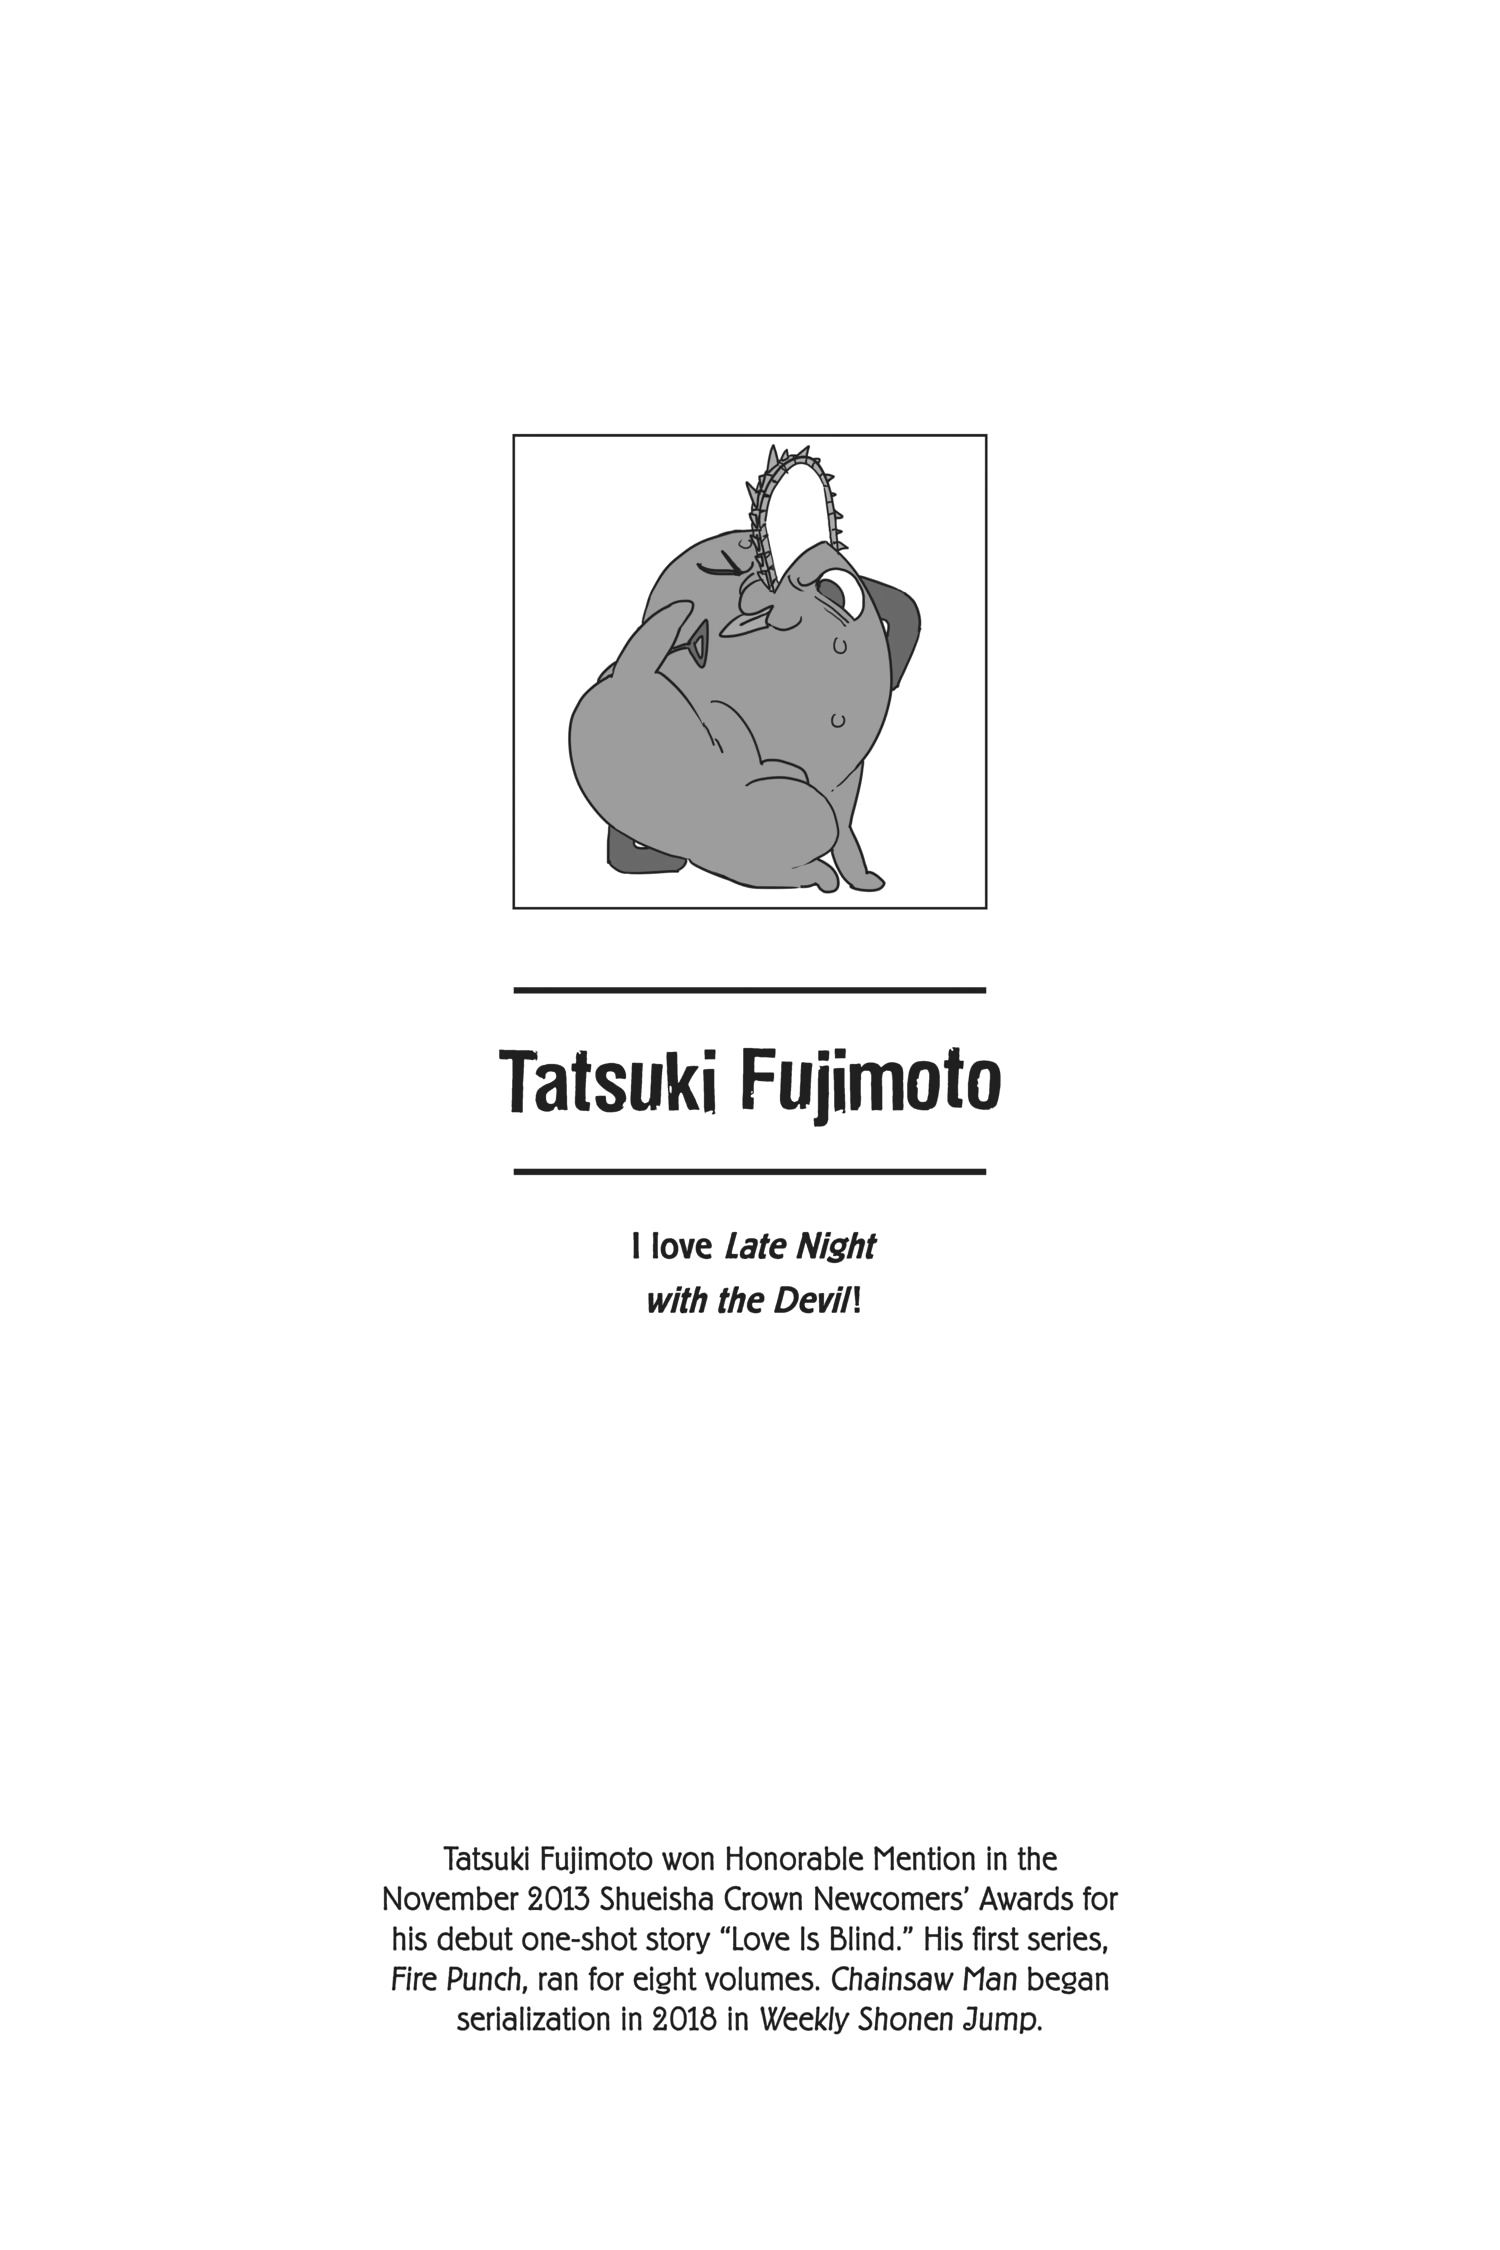 Tatsuki Fujimoto
I love Late Night
with the Devil!
Tatsuki Fujimoto won Honorable Mention in the
November 2013 Shueisha Crown Newcomers’ Awards for
his debut one-shot story “Love Is Blind.” His first series,
Fire Punch, ran for eight volumes. Chainsaw Man began
serialization in 2018 in Weekly Shonen Jump.